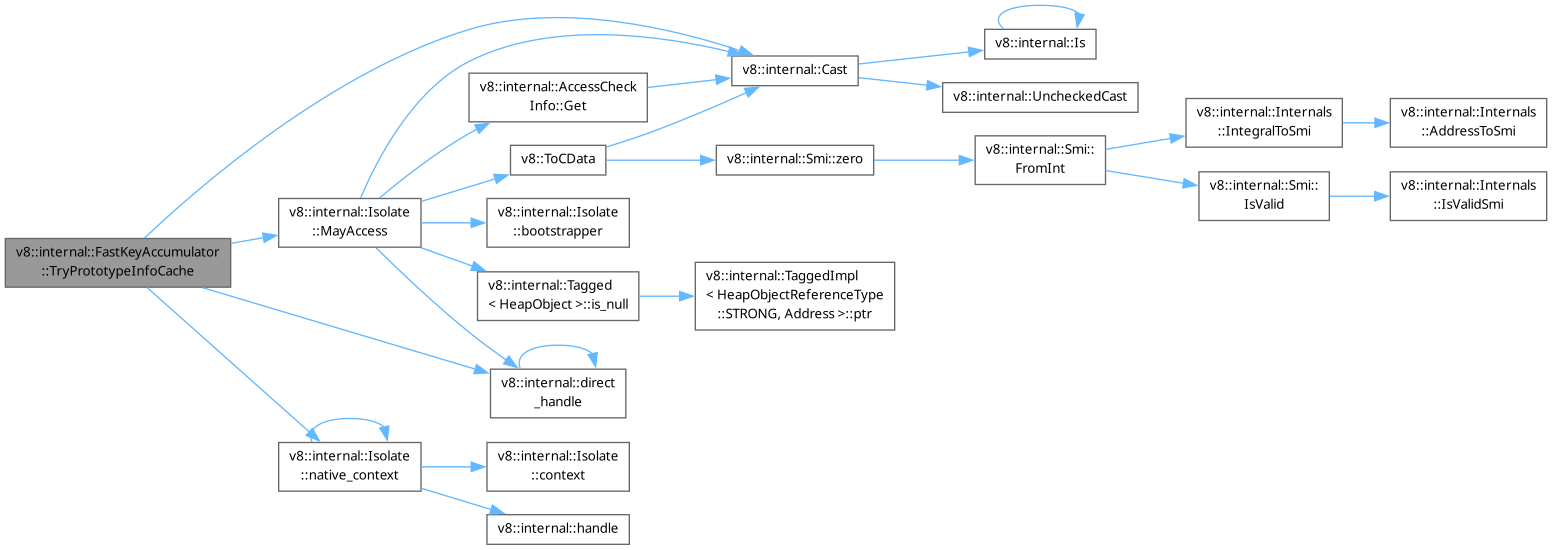 v8::internal::FastKeyAccumulator
::TryPrototypeInfoCache
v8::internal::Isolate
::MayAccess
v8::internal::Isolate
::native_context
v8::internal::AccessCheck
Info::Get
v8::ToCData
v8::internal::Isolate
::bootstrapper
v8::internal::Tagged
< HeapObject >::is_null
v8::internal::direct
_handle
v8::internal::Isolate
::context
v8::internal::handle
v8::internal::Cast
v8::internal::Smi::zero
v8::internal::TaggedImpl
< HeapObjectReferenceType
::STRONG, Address >::ptr
v8::internal::Is
v8::internal::UncheckedCast
v8::internal::Smi::
FromInt
v8::internal::Internals
::IntegralToSmi
v8::internal::Smi::
IsValid
v8::internal::Internals
::AddressToSmi
v8::internal::Internals
::IsValidSmi